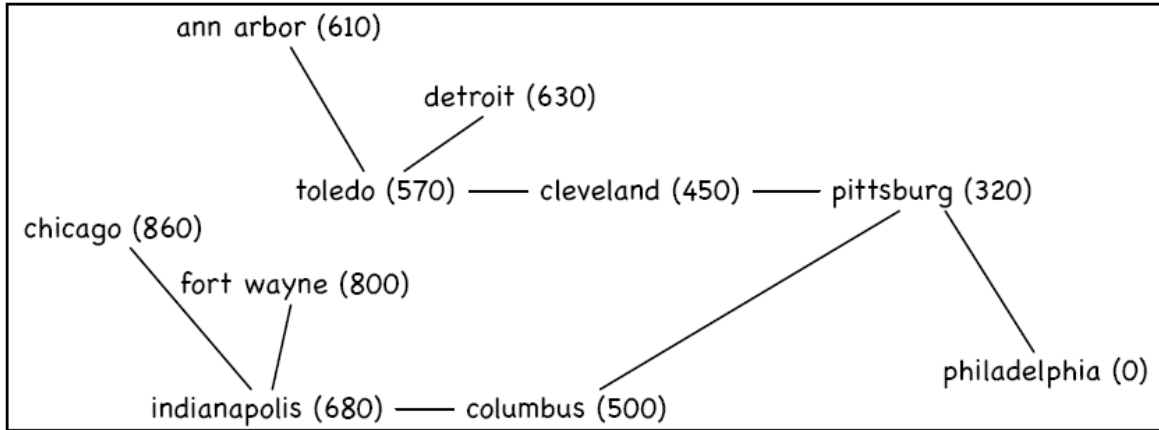 ann arbor (610)
detroit (630)
toledo (570)
cleveland (450)
pittsburg (320)
chicago (860)
fort wayne (800)
philadelphia (0)
indianapolis (680)
columbus (500)